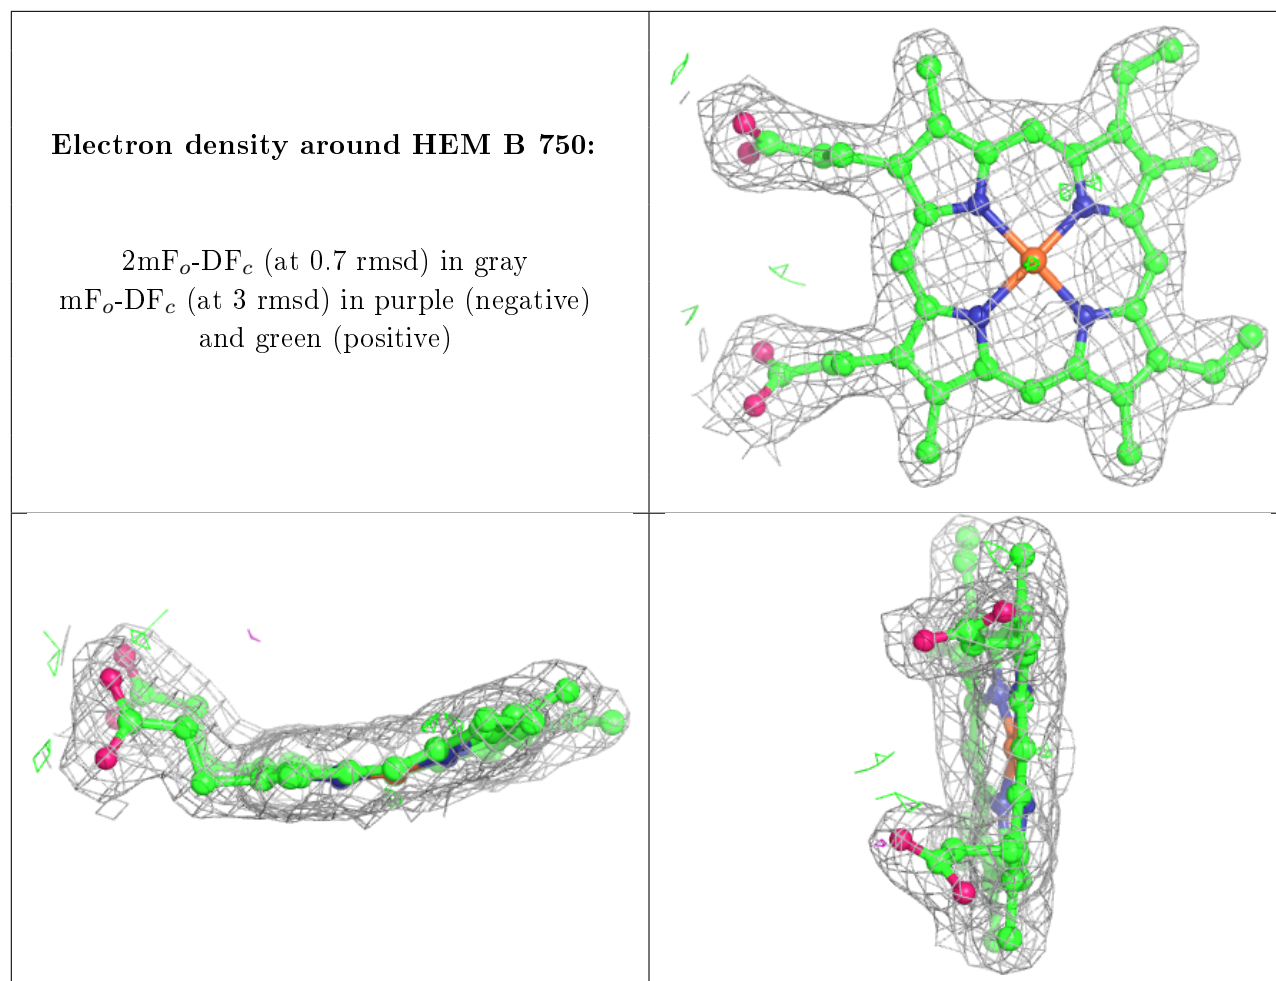 Electron density around HEM B 750:
2mFₒ-DF𝒸 (at 0.7 rmsd) in gray
mFₒ-DF𝒸 (at 3 rmsd) in purple (negative)
and green (positive)